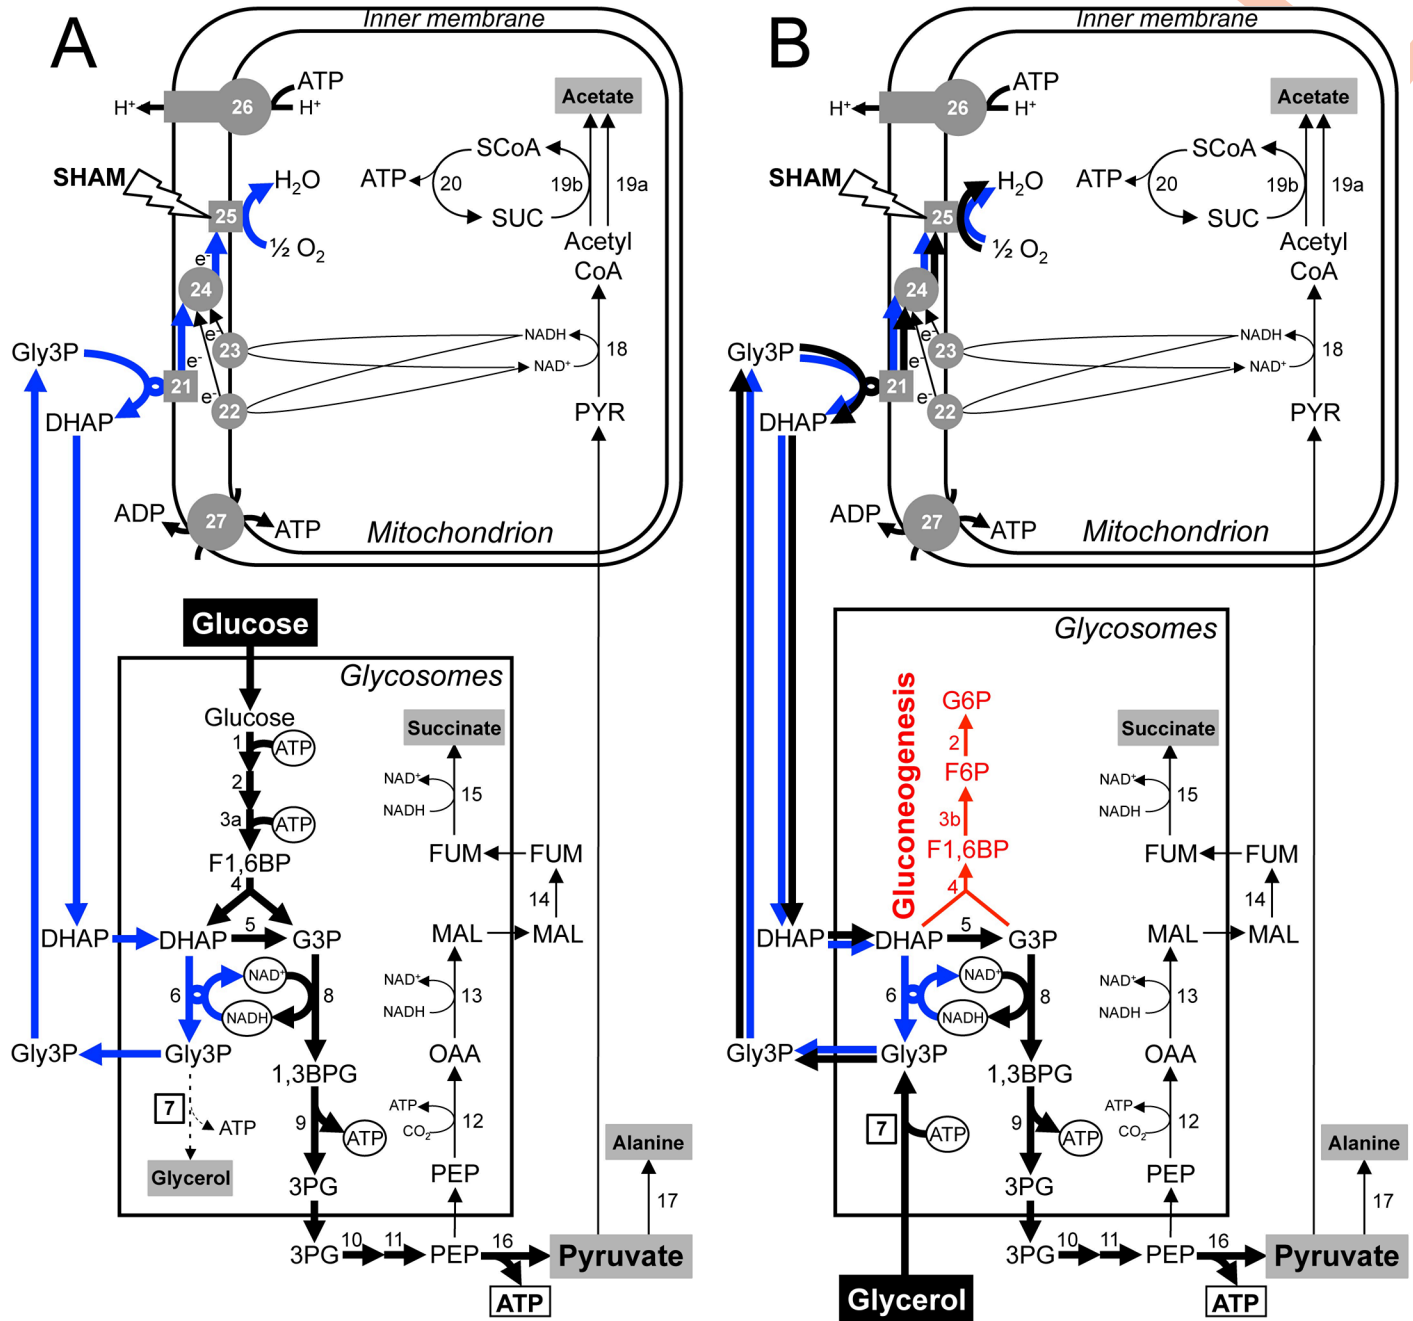 A
Inner membrane
ATP
H⁺
26
H⁺
Acetate
SHAM
H₂O
25
½ O₂
SCoA
ATP
20
19b
19a
SUC
Acetyl
CoA
e⁻
24
e⁻
23
NADH
18
Gly3P
e⁻
21
NAD⁺
DHAP
e⁻
22
PYR
ADP
27
ATP
Mitochondrion
Glucose
Glycosomes
Glucose
1
ATP
2
3a
ATP
F1,6BP
4
Succinate
NAD⁺
15
NADH
FUM
FUM
14
DHAP
DHAP
5
G3P
MAL
MAL
6
NAD⁺
8
NADH
NAD⁺
13
NADH
Gly3P
Gly3P
1,3BPG
OAA
7
ATP
9
ATP
ATP
12
CO₂
Glycerol
3PG
PEP
Alanine
17
3PG
10
11
PEP
16
Pyruvate
ATP
B
Inner membrane
ATP
H⁺
26
H⁺
Acetate
SHAM
H₂O
25
½ O₂
SCoA
ATP
20
19b
19a
SUC
Acetyl
CoA
24
e⁻
23
NADH
18
Gly3P
e⁻
21
NAD⁺
DHAP
e⁻
22
PYR
ADP
27
ATP
Mitochondrion
Glycosomes
Gluconeogenesis
G6P
2
F6P
3b
F1,6BP
4
Succinate
NAD⁺
15
NADH
FUM
FUM
14
DHAP
DHAP
5
G3P
MAL
MAL
6
NAD⁺
8
NADH
NAD⁺
13
NADH
Gly3P
Gly3P
1,3BPG
OAA
7
ATP
9
ATP
ATP
12
CO₂
3PG
PEP
Alanine
17
3PG
10
11
PEP
16
Pyruvate
Glycerol
ATP